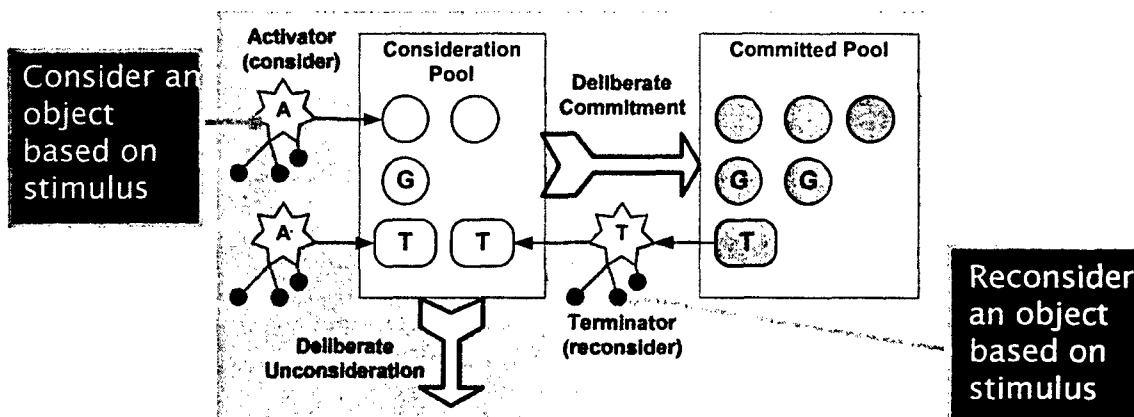 Consider an
object
based on
stimulus
Activator
(consider)
A
A
Consideration
Pool
G
T
T
Deliberate
Commitment
Committed Pool
G
G
T
T
Terminator
(reconsider)
Deliberate
Unconsideration
Reconsider
an object
based on
stimulus